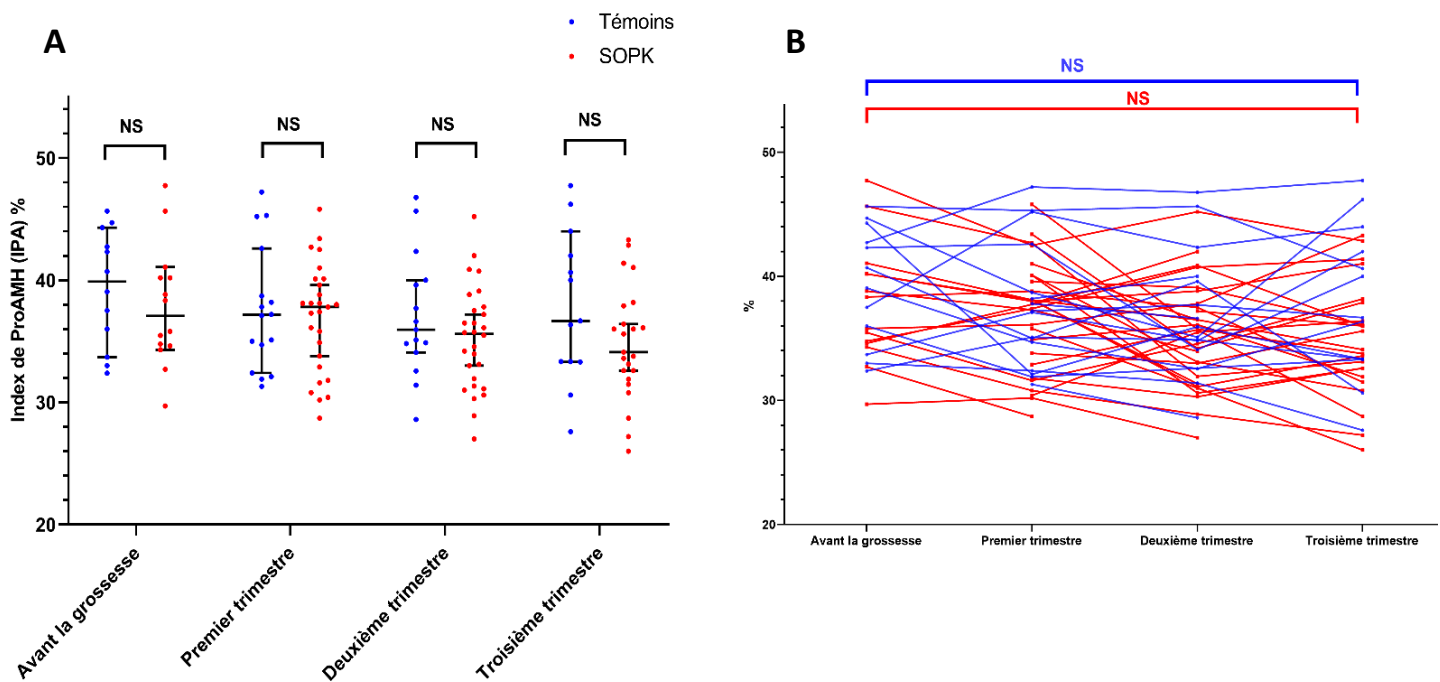 A
Témoins
SOPK
Index de ProAMH (IPA) %
50
40
30
20
NS
NS
NS
NS
Avant la grossesse
Premier trimestre
Deuxième trimestre
Troisième trimestre
B
NS
NS
%
50
40
30
20
Avant la grossesse
Premier trimestre
Deuxième trimestre
Troisième trimestre